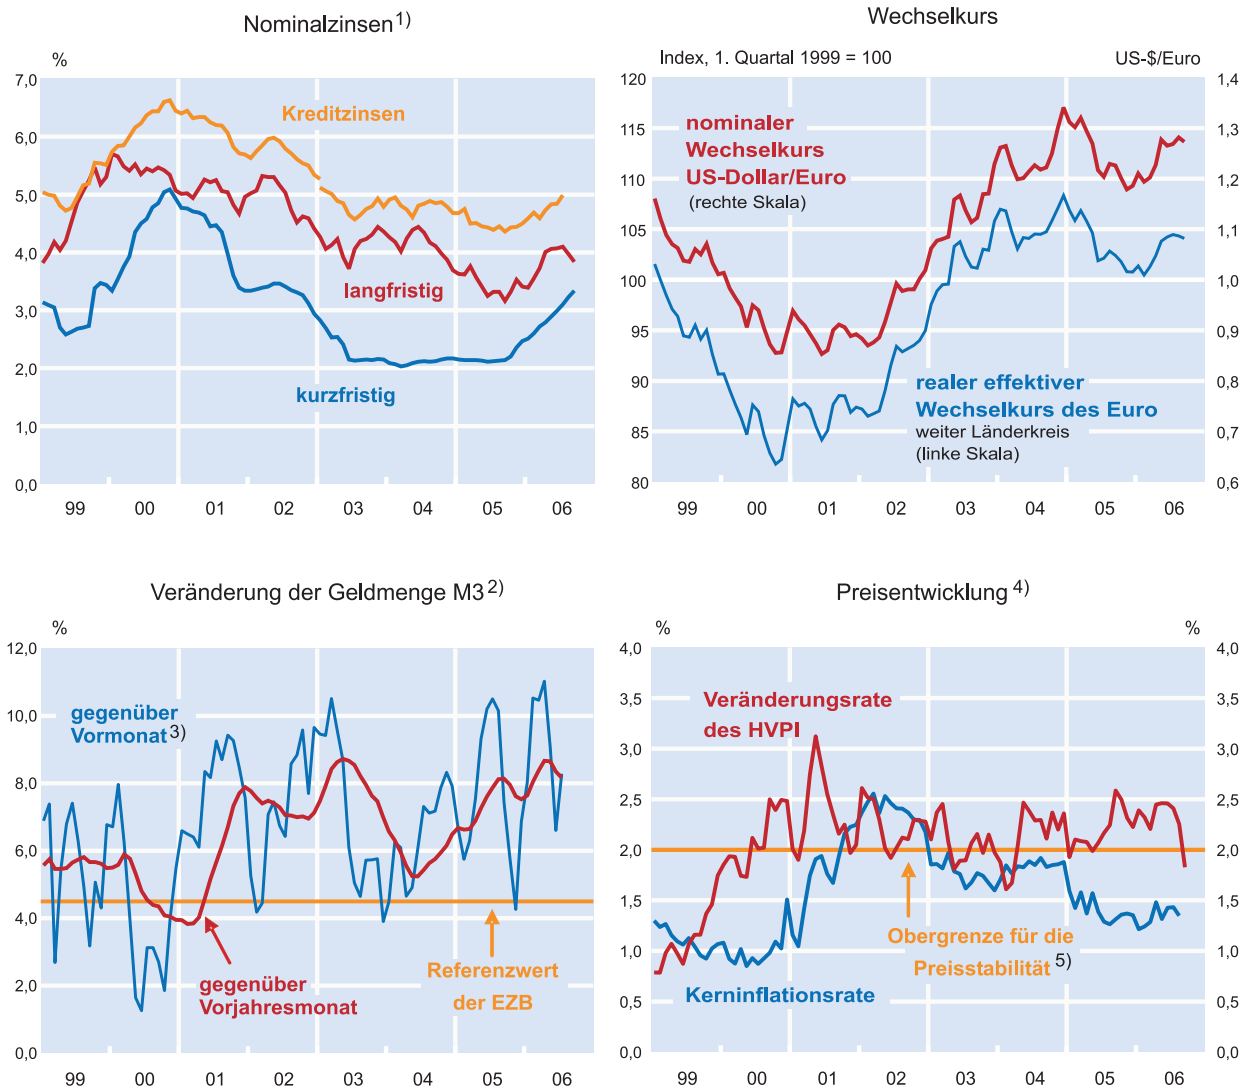 Nominalzinsen 1)
%
7,0
6,0
5,0
4,0
3,0
2,0
1,0
0,0
Kreditzinsen
langfristig
kurzfristig
99 00 01 02 03 04 05 06
Wechselkurs
Index, 1. Quartal 1999 = 100
US-$/Euro
120
115
110
105
100
95
90
85
80
nominaler
Wechselkurs
US-Dollar/Euro
(rechte Skala)
realer effektiver
Wechselkurs des Euro
weiter Länderkreis
(linke Skala)
1,4
1,3
1,2
1,1
1,0
0,9
0,8
0,7
0,6
99 00 01 02 03 04 05 06
Veränderung der Geldmenge M3 2)
%
12,0
10,0
8,0
6,0
4,0
2,0
0,0
gegenüber
Vormonat 3)
gegenüber
Vorjahresmonat
Referenzwert
der EZB
99 00 01 02 03 04 05 06
Preisentwicklung 4)
%
%
4,0
3,5
3,0
2,5
2,0
1,5
1,0
0,5
0,0
Veränderungsrate
des HVPI
Obergrenze für die
Preisstabilität 5)
Kerninflationsrate
4,0
3,5
3,0
2,5
2,0
1,5
1,0
0,5
0,0
99 00 01 02 03 04 05 06